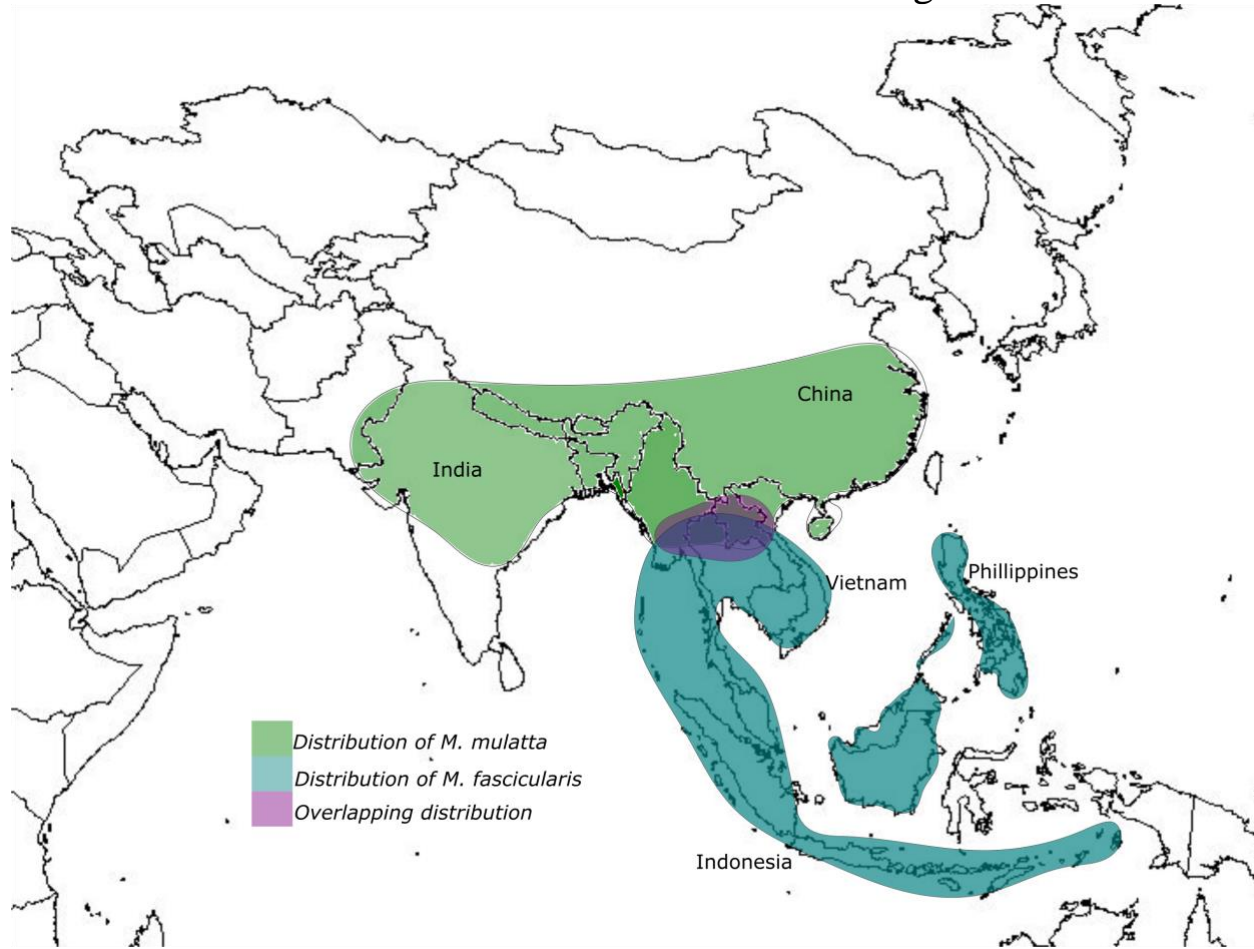 China
India
Vietnam
Phillippines
Distribution of M. mulatta
Distribution of M. fascicularis
Overlapping distribution
Indonesia